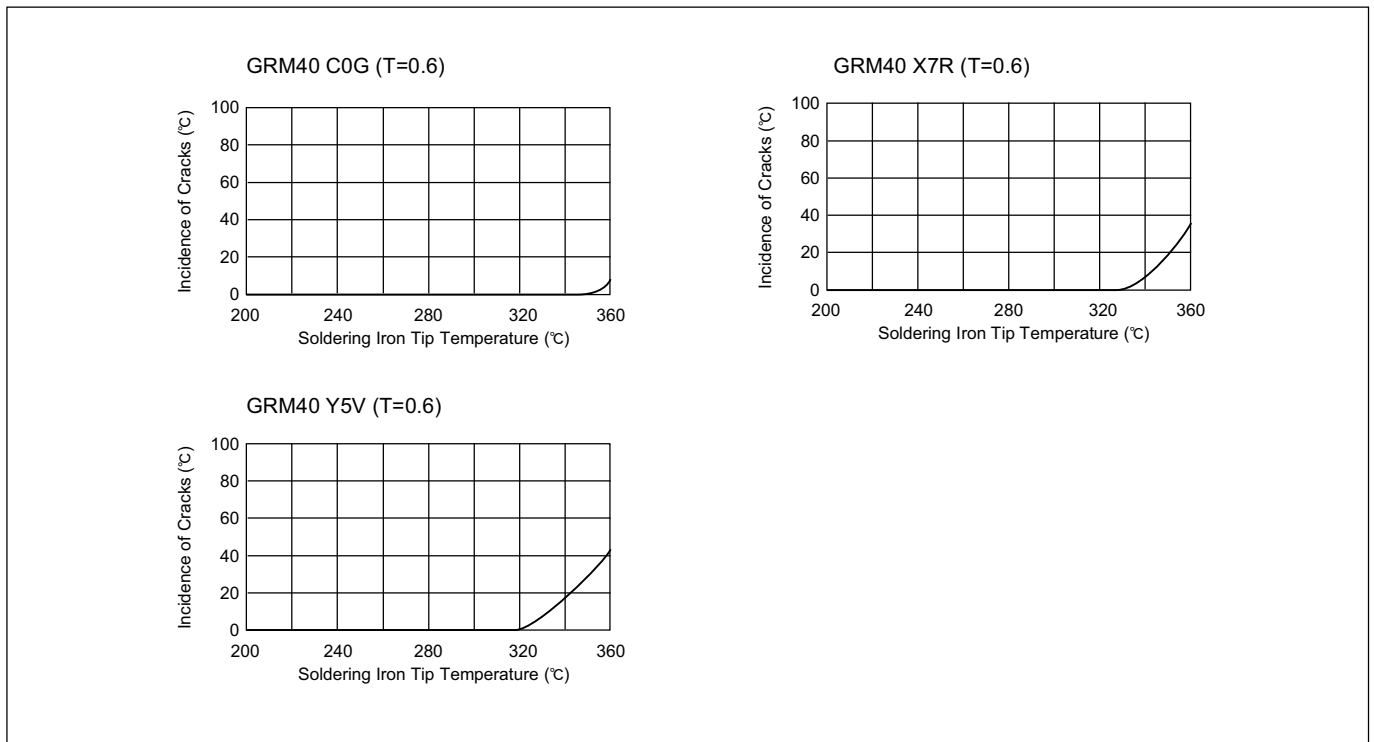 GRM40 C0G (T=0.6)
Incidence of Cracks (℃)
100
80
60
40
20
0
200 240 280 320 360
Soldering Iron Tip Temperature (℃)
GRM40 X7R (T=0.6)
Incidence of Cracks (℃)
100
80
60
40
20
0
200 240 280 320 360
Soldering Iron Tip Temperature (℃)
GRM40 Y5V (T=0.6)
Incidence of Cracks (℃)
100
80
60
40
20
0
200 240 280 320 360
Soldering Iron Tip Temperature (℃)